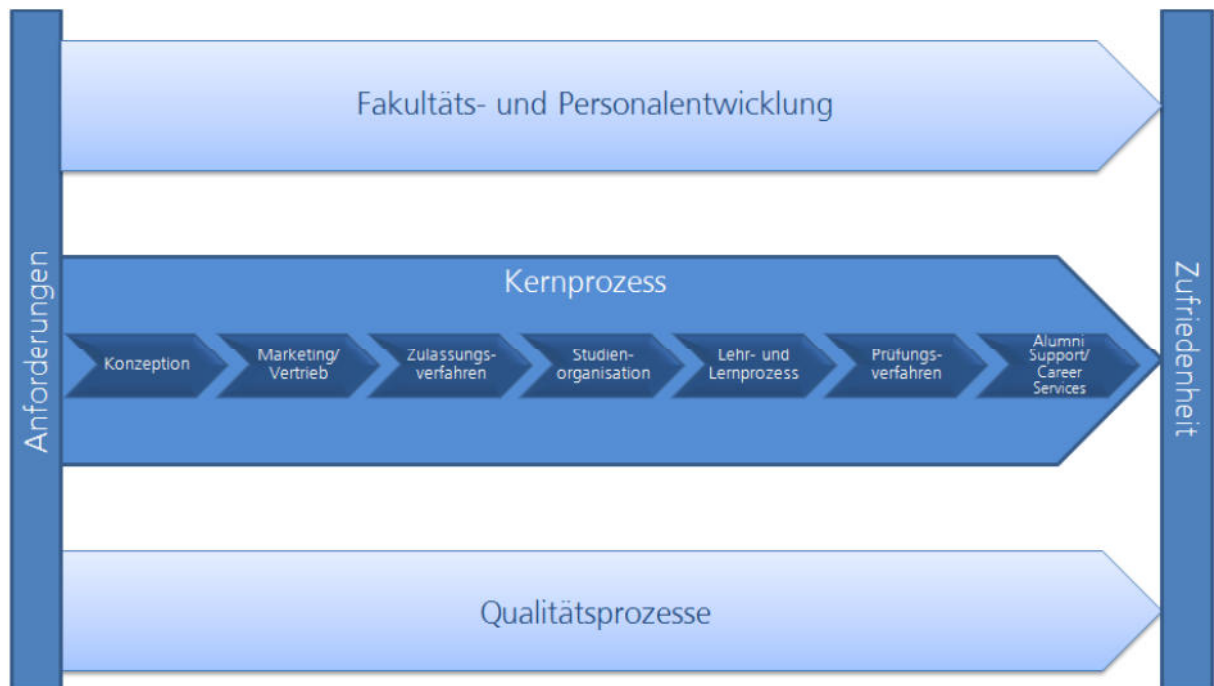 Anforderungen
Fakultäts- und Personalentwicklung
Kernprozess
Konzeption
Marketing/
Vertrieb
Zulassungs-
verfahren
Studien-
organisation
Lehr- und
Lernprozess
Prüfungs-
verfahren
Alumni
Support/
Career
Services
Qualitätsprozesse
Zufriedenheit